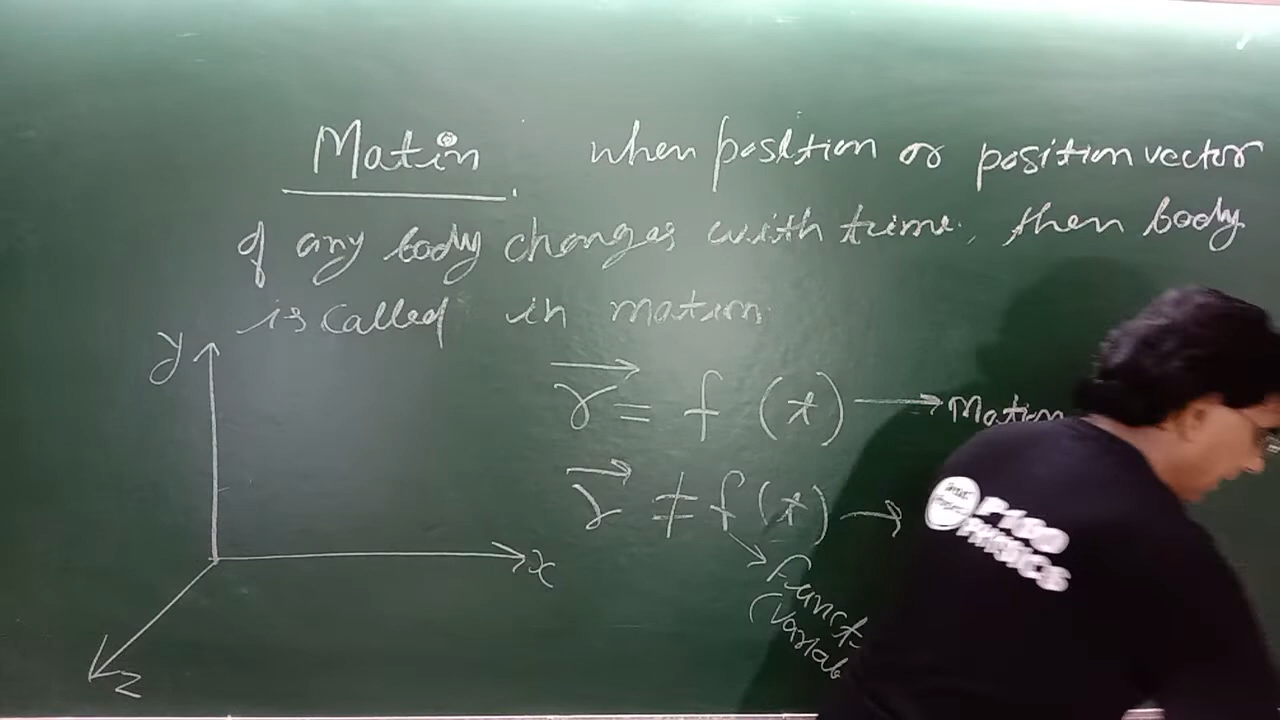 Motion when position or position vector
of any body changes with time, then body
is called in motion.
y
r = f (t) → Motion
r ≠ f (t) →
x
z
PHYSICS